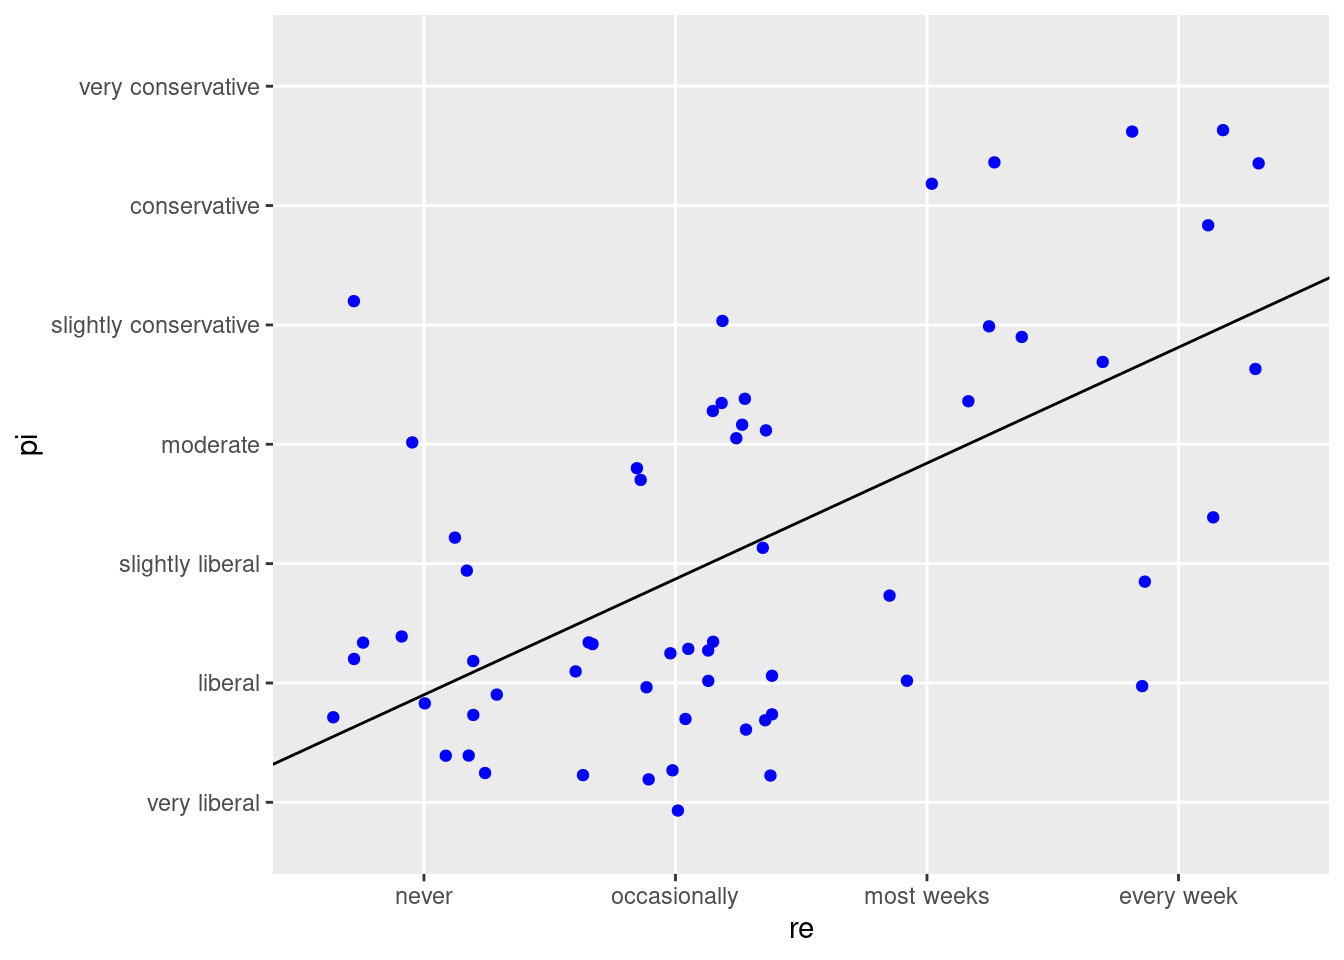 very conservative
conservative
slightly conservative
moderate
slightly liberal
liberal
very liberal
pi
never occasionally most weeks every week
re